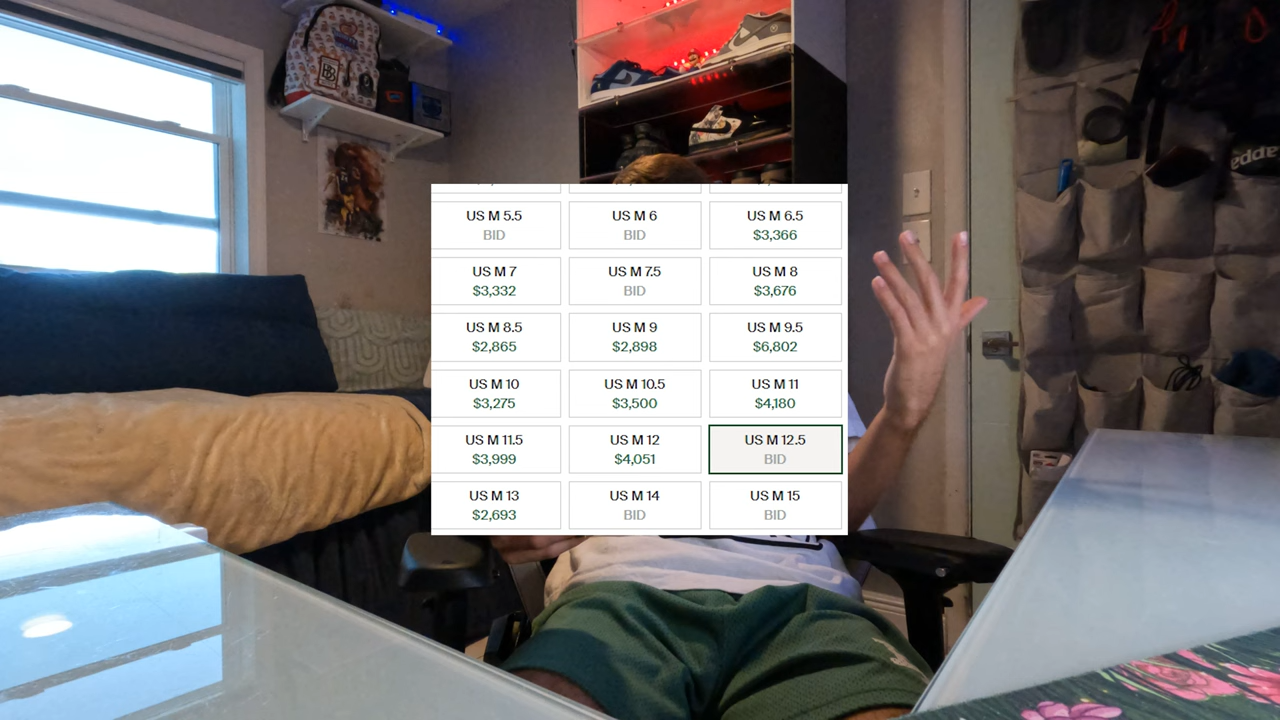 US M 5.5
BID
US M 6
BID
US M 6.5
$3,366
US M 7
$3,332
US M 7.5
BID
US M 8
$3,676
US M 8.5
$2,865
US M 9
$2,898
US M 9.5
$6,802
US M 10
$3,275
US M 10.5
$3,500
US M 11
$4,180
US M 11.5
$3,999
US M 12
$4,051
US M 12.5
BID
US M 13
$2,693
US M 14
BID
US M 15
BID